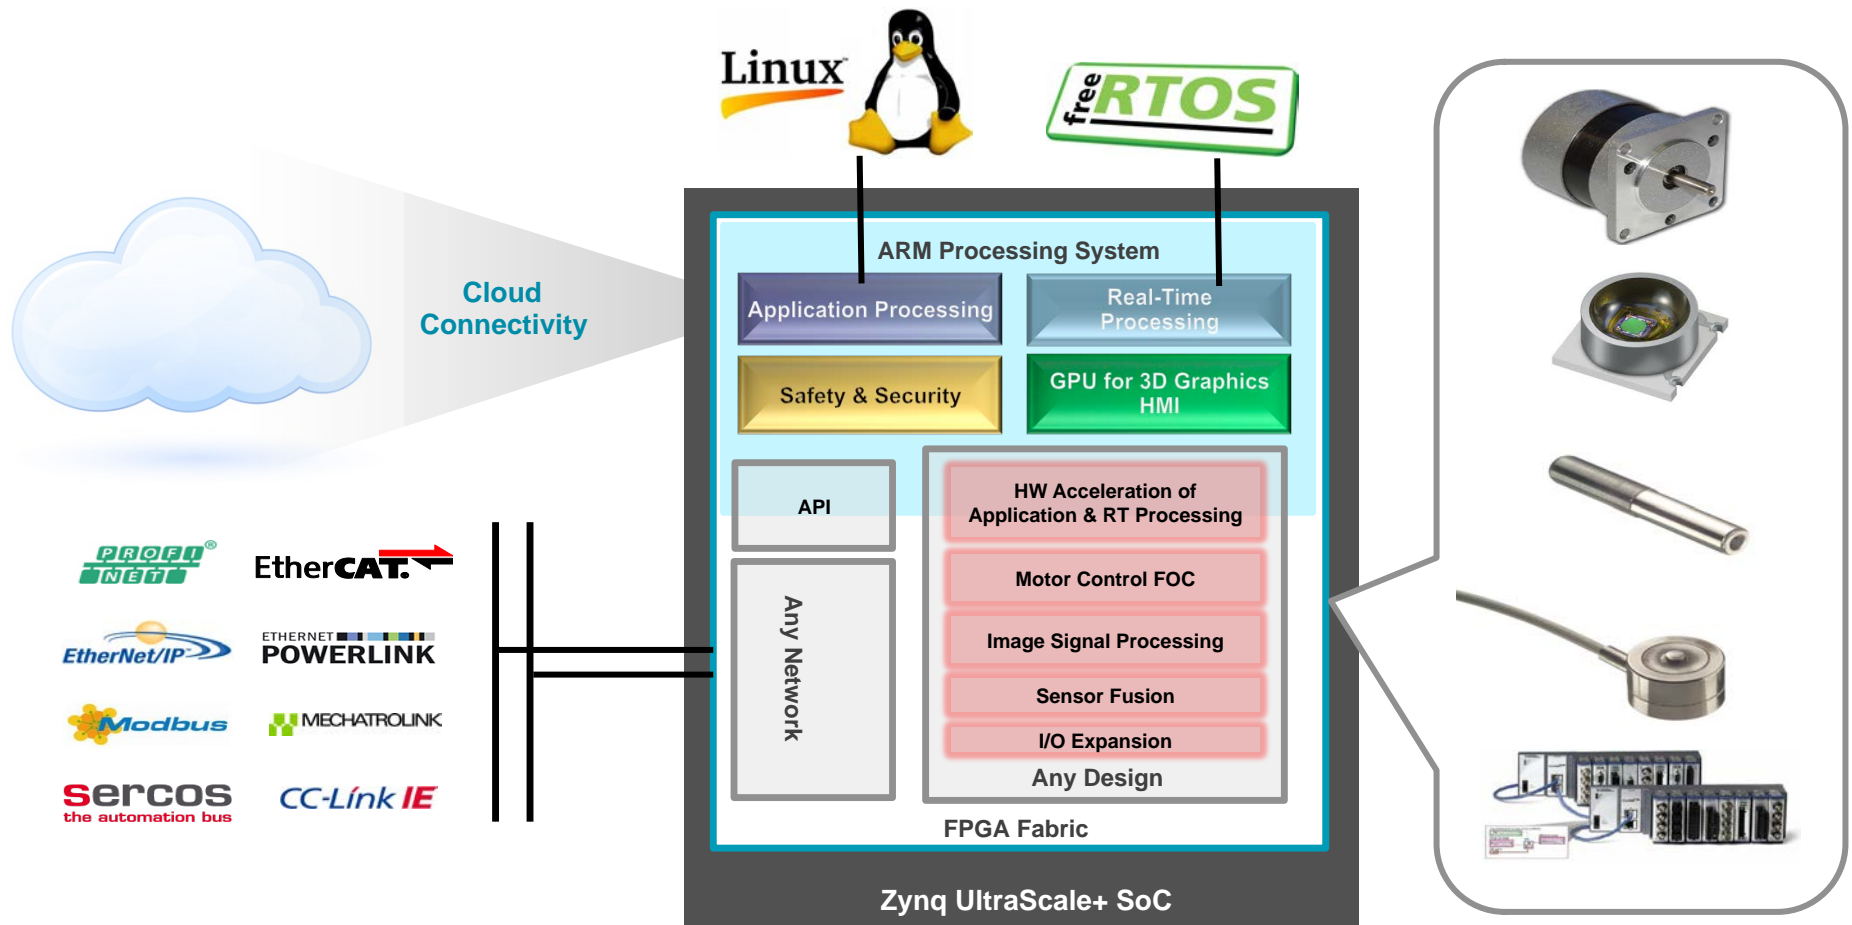 Linux™
free RTOS
ARM Processing System
Cloud
Connectivity
Application Processing
Real-Time
Processing
Safety & Security
GPU for 3D Graphics
HMI
API
HW Acceleration of
Application & RT Processing
Motor Control FOC
Image Signal Processing
Sensor Fusion
I/O Expansion
Any Design
Any Network
FPGA Fabric
Zynq UltraScale+ SoC
PROFI®
NET
EtherCAT.
EtherNet/IP
ETHERNET
POWERLINK
Modbus
MECHATROLINK
sercos
the automation bus
CC-Link IE